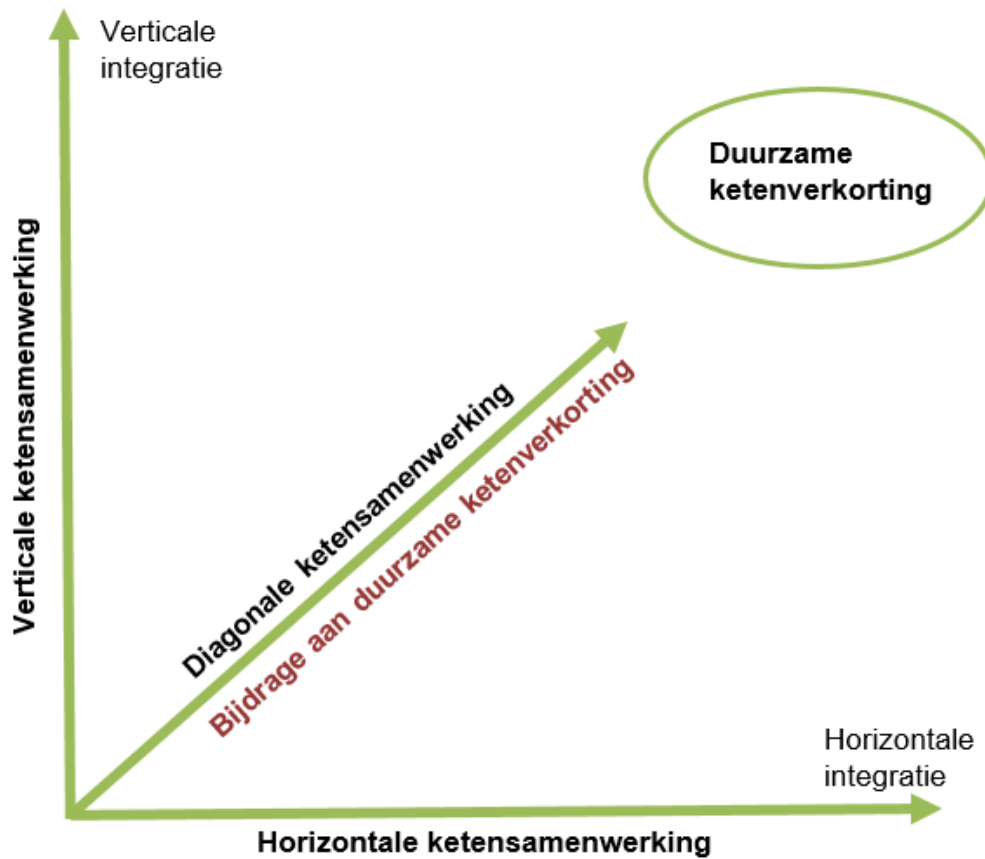 Verticale
integratie
Duurzame
ketenverkorting
Verticale ketensamenwerking
Diagonale ketensamenwerking
Bijdrage aan duurzame ketenverkorting
Horizontale
integratie
Horizontale ketensamenwerking